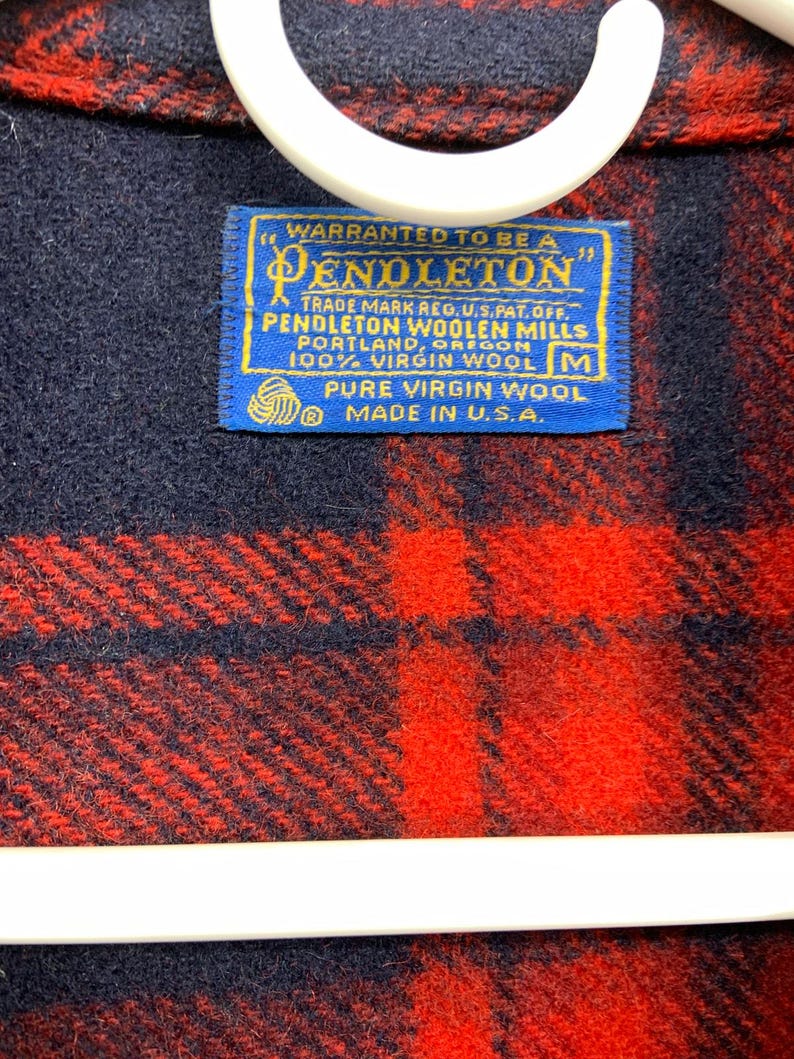 WARRANTED TO BE A
"PENDLETON"
TRADE MARK REG. U.S. PAT. OFF.
PENDLETON WOOLEN MILLS
PORTLAND, OREGON
100% VIRGIN WOOL M
PURE VIRGIN WOOL
® MADE IN U.S.A.